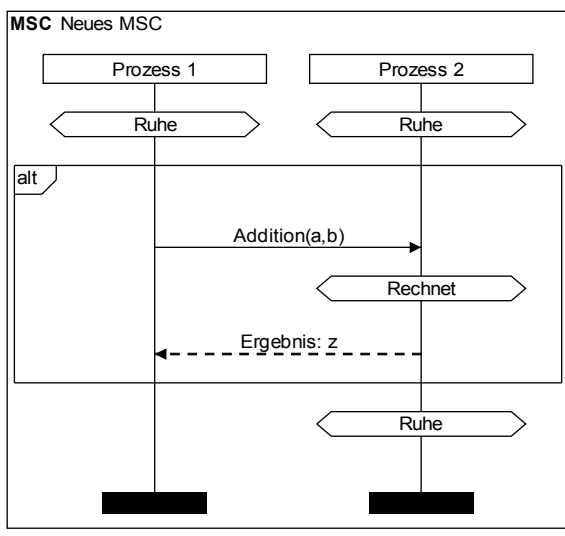 MSC Neues MSC
Prozess 1 Prozess 2
Ruhe Ruhe
alt
Addition(a,b)
Rechnet
Ergebnis: z
Ruhe